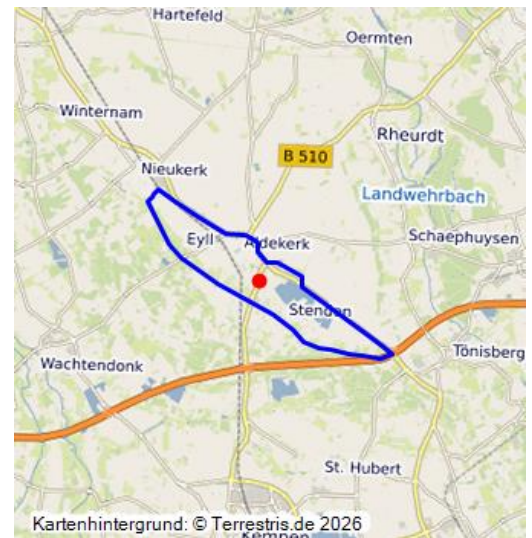 Hartefeld
Oermten
Winternam
Rheurdt
B 510
Nieukerk
Landwehrbach
Eyll
Aldekerk
Schaephuysen
Stenden
Wachtendonk
Tönisberg
St. Hubert
Kempen
Kartenhintergrund: © Terrestris.de 2026